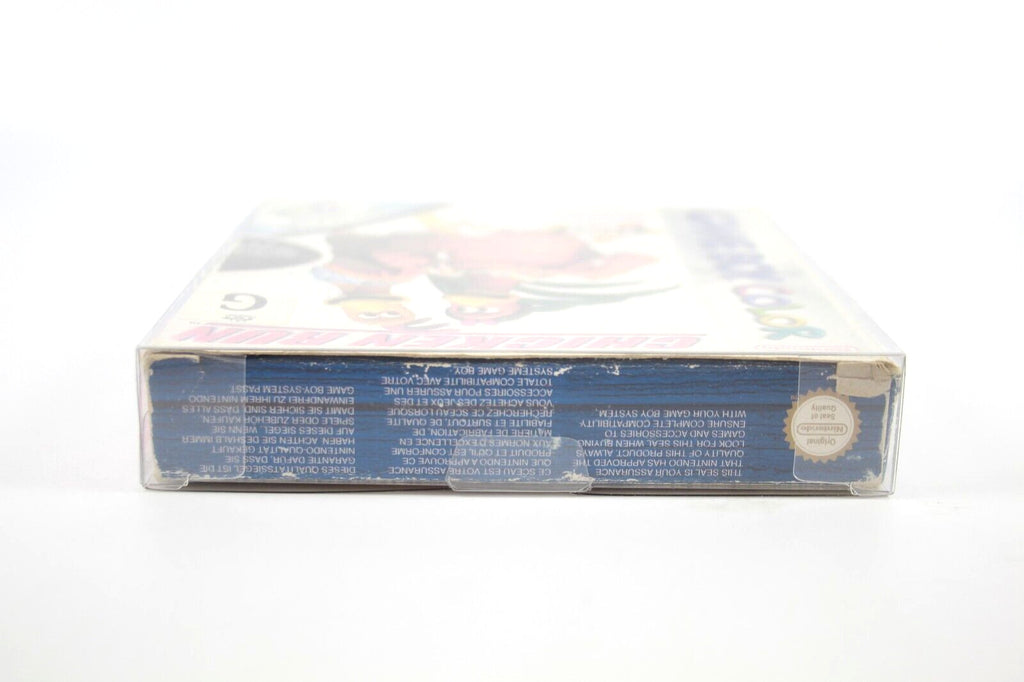 GAME BOY COLOR
CHICKEN RUN
G
Original
Nintendo
Seal of
Quality
THIS SEAL IS YOUR ASSURANCE
THAT NINTENDO HAS APPROVED THE
QUALITY OF THIS PRODUCT. ALWAYS
LOOK FOR THIS SEAL WHEN BUYING
GAMES AND ACCESSORIES TO
ENSURE COMPLETE COMPATIBILITY
WITH YOUR GAME BOY SYSTEM.
CE SCEAU EST VOTRE ASSURANCE
QUE NINTENDO A APPROUVE CE
PRODUIT ET QU'IL EST CONFORME
AUX NORMES D'EXCELLENCE EN
MATIERE DE FABRICATION, DE
FIABILITE ET SURTOUT, DE QUALITE.
RECHERCHEZ CE SCEAU LORSQUE
VOUS ACHETEZ DES JEUX ET DES
ACCESSOIRES POUR ASSURER UNE
TOTALE COMPATIBILITE AVEC VOTRE
SYSTEME GAME BOY.
DIESES QUALITÄTSSIEGEL IST DIE
GARANTIE DAFÜR, DASS SIE
NINTENDO-QUALITÄT GEKAUFT
HABEN. ACHTEN SIE DESHALB IMMER
AUF DIESES SIEGEL, WENN SIE
SPIELE ODER ZUBEHÖR KAUFEN,
DAMIT SIE SICHER SIND, DASS ALLES
EINWANDFREI ZU IHREM NINTENDO
GAME BOY-SYSTEM PASST.